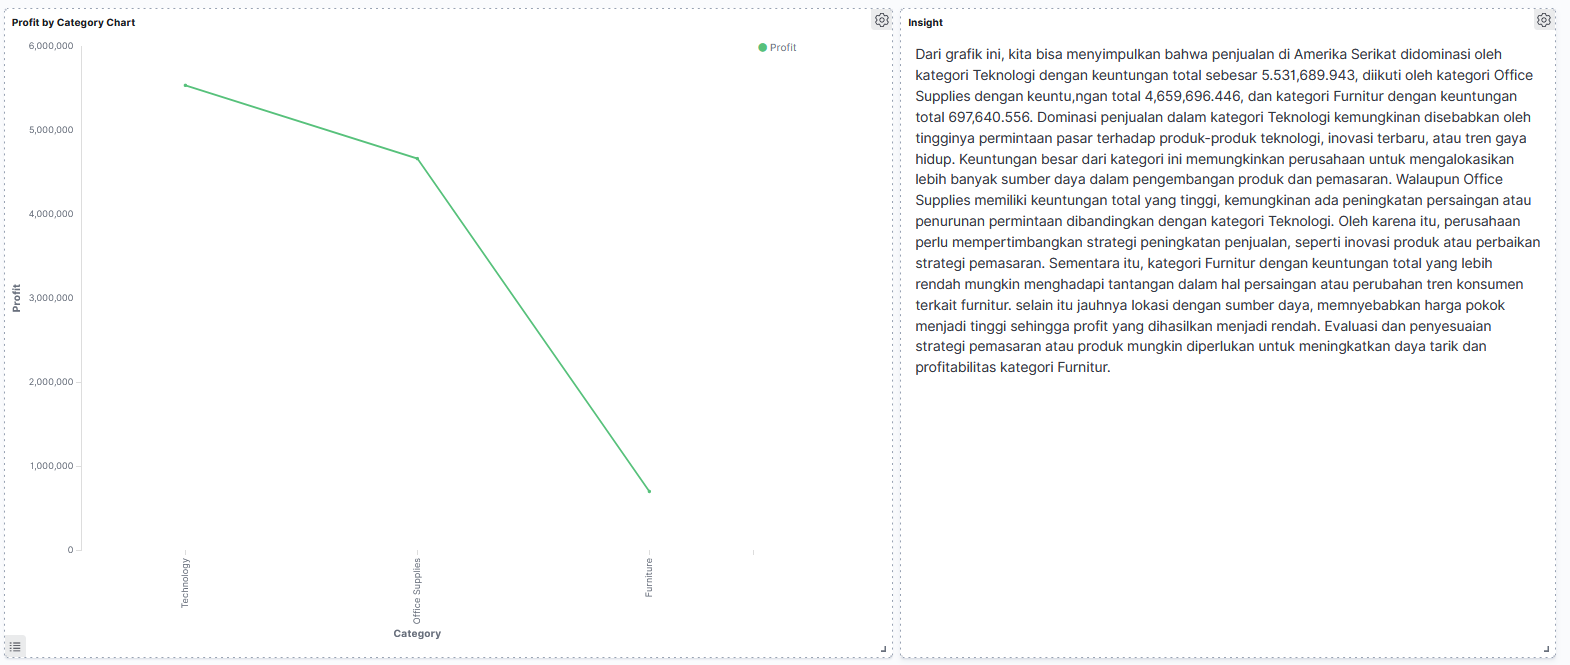 Profit by Category Chart
Profit
6,000,000
5,000,000
4,000,000
3,000,000
2,000,000
1,000,000
0
Profit
Technology
Office Supplies
Furniture
Category
Insight
Dari grafik ini, kita bisa menyimpulkan bahwa penjualan di Amerika Serikat didominasi oleh
kategori Teknologi dengan keuntungan total sebesar 5.531,689.943, diikuti oleh kategori Office
Supplies dengan keuntu,ngan total 4,659,696.446, dan kategori Furnitur dengan keuntungan
total 697,640.556. Dominasi penjualan dalam kategori Teknologi kemungkinan disebabkan oleh
tingginya permintaan pasar terhadap produk-produk teknologi, inovasi terbaru, atau tren gaya
hidup. Keuntungan besar dari kategori ini memungkinkan perusahaan untuk mengalokasikan
lebih banyak sumber daya dalam pengembangan produk dan pemasaran. Walaupun Office
Supplies memiliki keuntungan total yang tinggi, kemungkinan ada peningkatan persaingan atau
penurunan permintaan dibandingkan dengan kategori Teknologi. Oleh karena itu, perusahaan
perlu mempertimbangkan strategi peningkatan penjualan, seperti inovasi produk atau perbaikan
strategi pemasaran. Sementara itu, kategori Furnitur dengan keuntungan total yang lebih
rendah mungkin menghadapi tantangan dalam hal persaingan atau perubahan tren konsumen
terkait furnitur. selain itu jauhnya lokasi dengan sumber daya, memnyebabkan harga pokok
menjadi tinggi sehingga profit yang dihasilkan menjadi rendah. Evaluasi dan penyesuaian
strategi pemasaran atau produk mungkin diperlukan untuk meningkatkan daya tarik dan
profitabilitas kategori Furnitur.